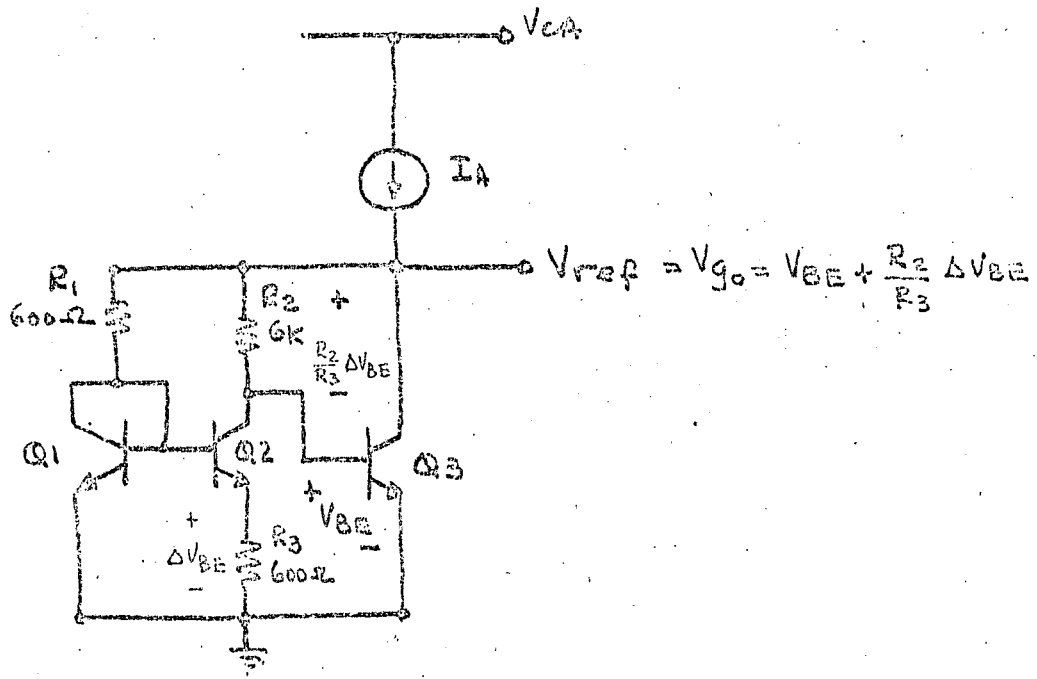 VCA
IA
Vref = Vg₀ = VBE + R2/R3 ΔVBE
R1
600Ω
+
R2
6K
R2/R3 ΔVBE
-
Q1
Q2
Q3
+
VBE
-
+
ΔVBE
-
R3
600Ω